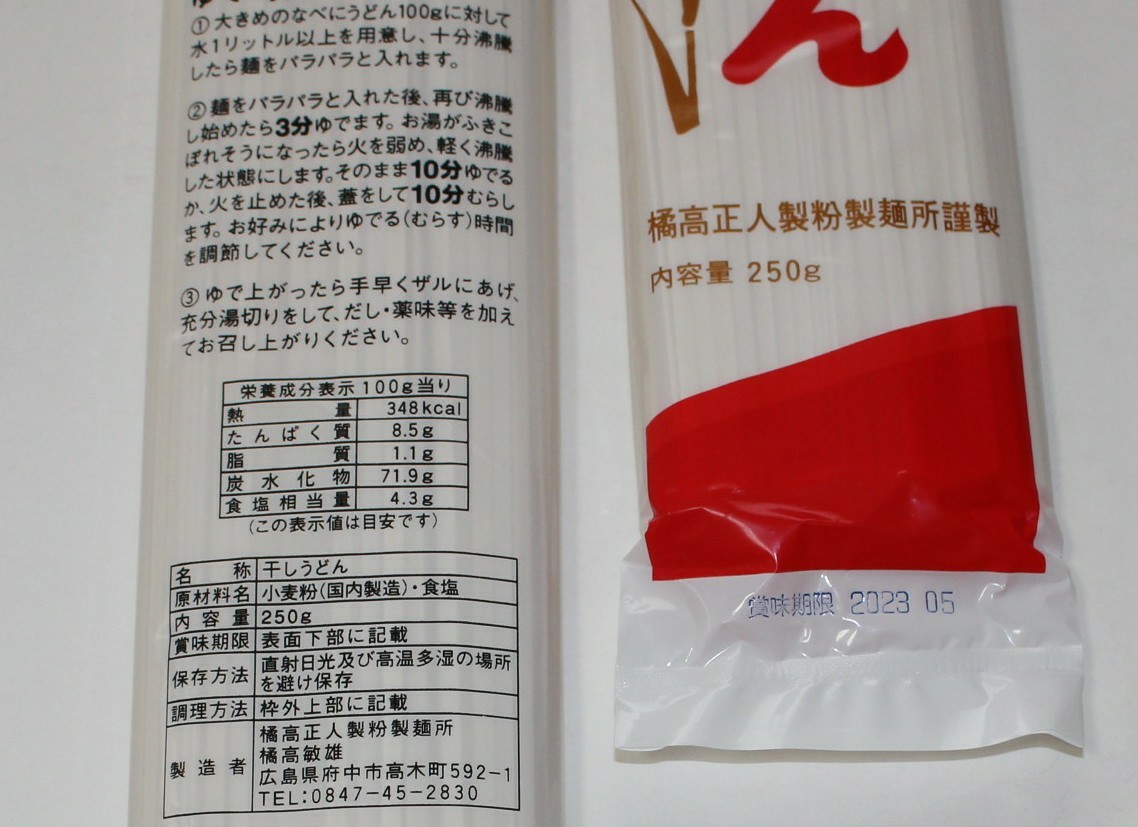 ①大きめのなべにうどん100gに対して
水1リットル以上を用意し、十分沸騰
したら麺をバラバラと入れます。
②麺をバラバラと入れた後、再び沸騰
し始めたら3分ゆでます。お湯がふきこ
ぼれそうになったら火を弱め、軽く沸騰
した状態にします。そのまま10分ゆでる
か、火を止めた後、蓋をして10分むらし
ます。お好みによりゆでる(むらす)時間
を調節してください。
③ゆで上がったら手早くザルにあげ、
充分湯切りをして、だし・薬味等を加え
てお召し上がりください。
栄養成分表示 100g当り
熱量 348kcal
たんぱく質 8.5g
脂質 1.1g
炭水化物 71.9g
食塩相当量 4.3g
(この表示値は目安です)
名称 干しうどん
原材料名 小麦粉(国内製造)・食塩
内容量 250g
賞味期限 表面下部に記載
保存方法 直射日光及び高温多湿の場所
を避け保存
調理方法 枠外上部に記載
製造者 橘高正人製粉製麺所
橘高敏雄
広島県府中市高木町592-1
TEL:0847-45-2830
ん
橘高正人製粉製麺所謹製
内容量 250g
賞味期限 2023 05